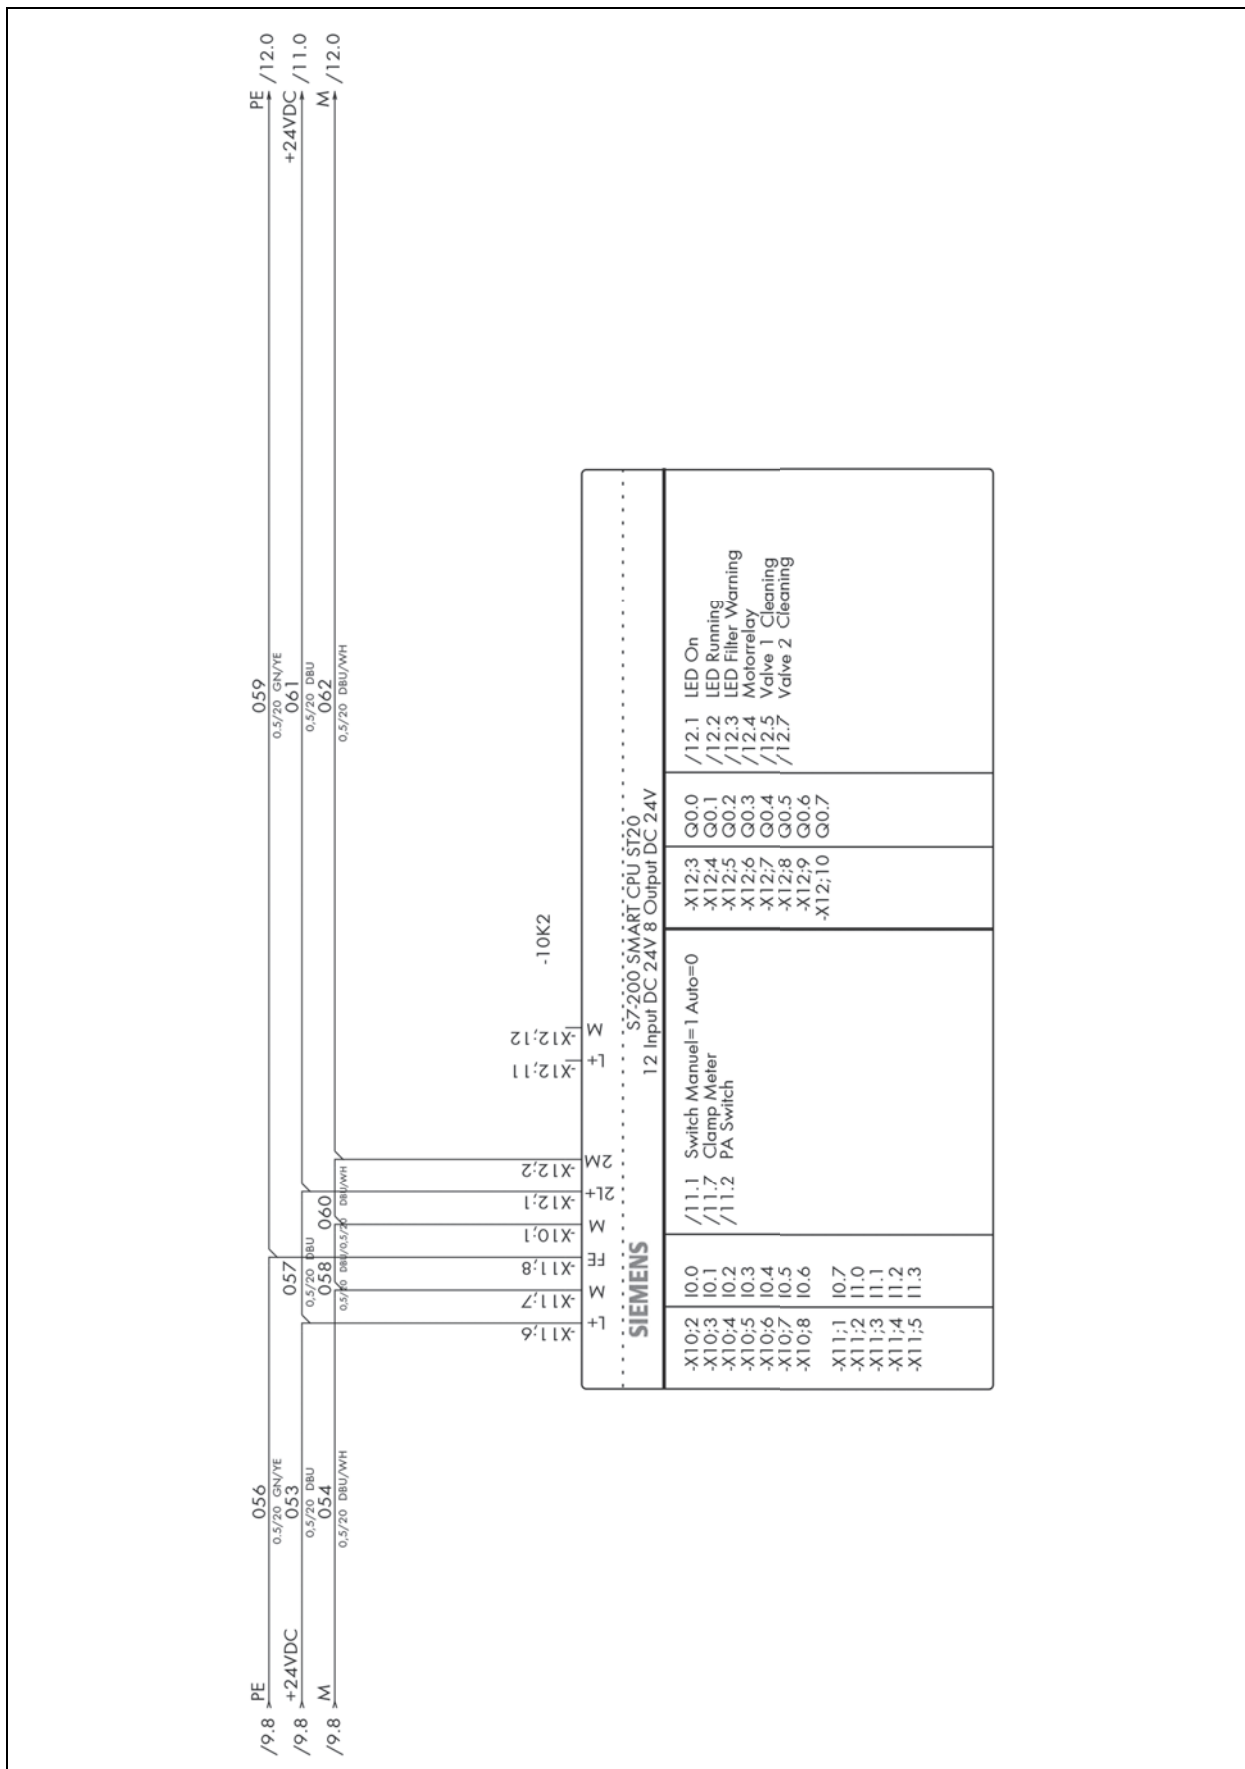 /9.8 PE 056 059 PE /12.0
0.5/20 GN/YE 0.5/20 GN/YE
/9.8 +24VDC 053 057 061 +24VDC /11.0
0,5/20 DBU 0,5/20 DBU 0,5/20 DBU
/9.8 M 054 058 060 062 M /12.0
0,5/20 DBU/WH 0,5/20 DBU/0,5/20 DBU/WH 0,5/20 DBU/WH
-10K2
-X11;6 -X11;7 -X11;8 -X10;1 -X12;1 -X12;2 -X12;11 -X12;12
L+ M FE M 2L+ 2M L+ M
SIEMENS
S7-200 SMART CPU ST20
12 Input DC 24V 8 Output DC 24V
-X10;2 I0.0 /11.1 Switch Manuel=1 Auto=0
-X10;3 I0.1 /11.7 Clamp Meter
-X10;4 I0.2 /11.2 PA Switch
-X10;5 I0.3
-X10;6 I0.4
-X10;7 I0.5
-X10;8 I0.6
-X11;1 I0.7
-X11;2 I1.0
-X11;3 I1.1
-X11;4 I1.2
-X11;5 I1.3
-X12;3 Q0.0 /12.1 LED On
-X12;4 Q0.1 /12.2 LED Running
-X12;5 Q0.2 /12.3 LED Filter Warning
-X12;6 Q0.3 /12.4 Motorrelay
-X12;7 Q0.4 /12.5 Valve 1 Cleaning
-X12;8 Q0.5 /12.7 Valve 2 Cleaning
-X12;9 Q0.6
-X12;10 Q0.7